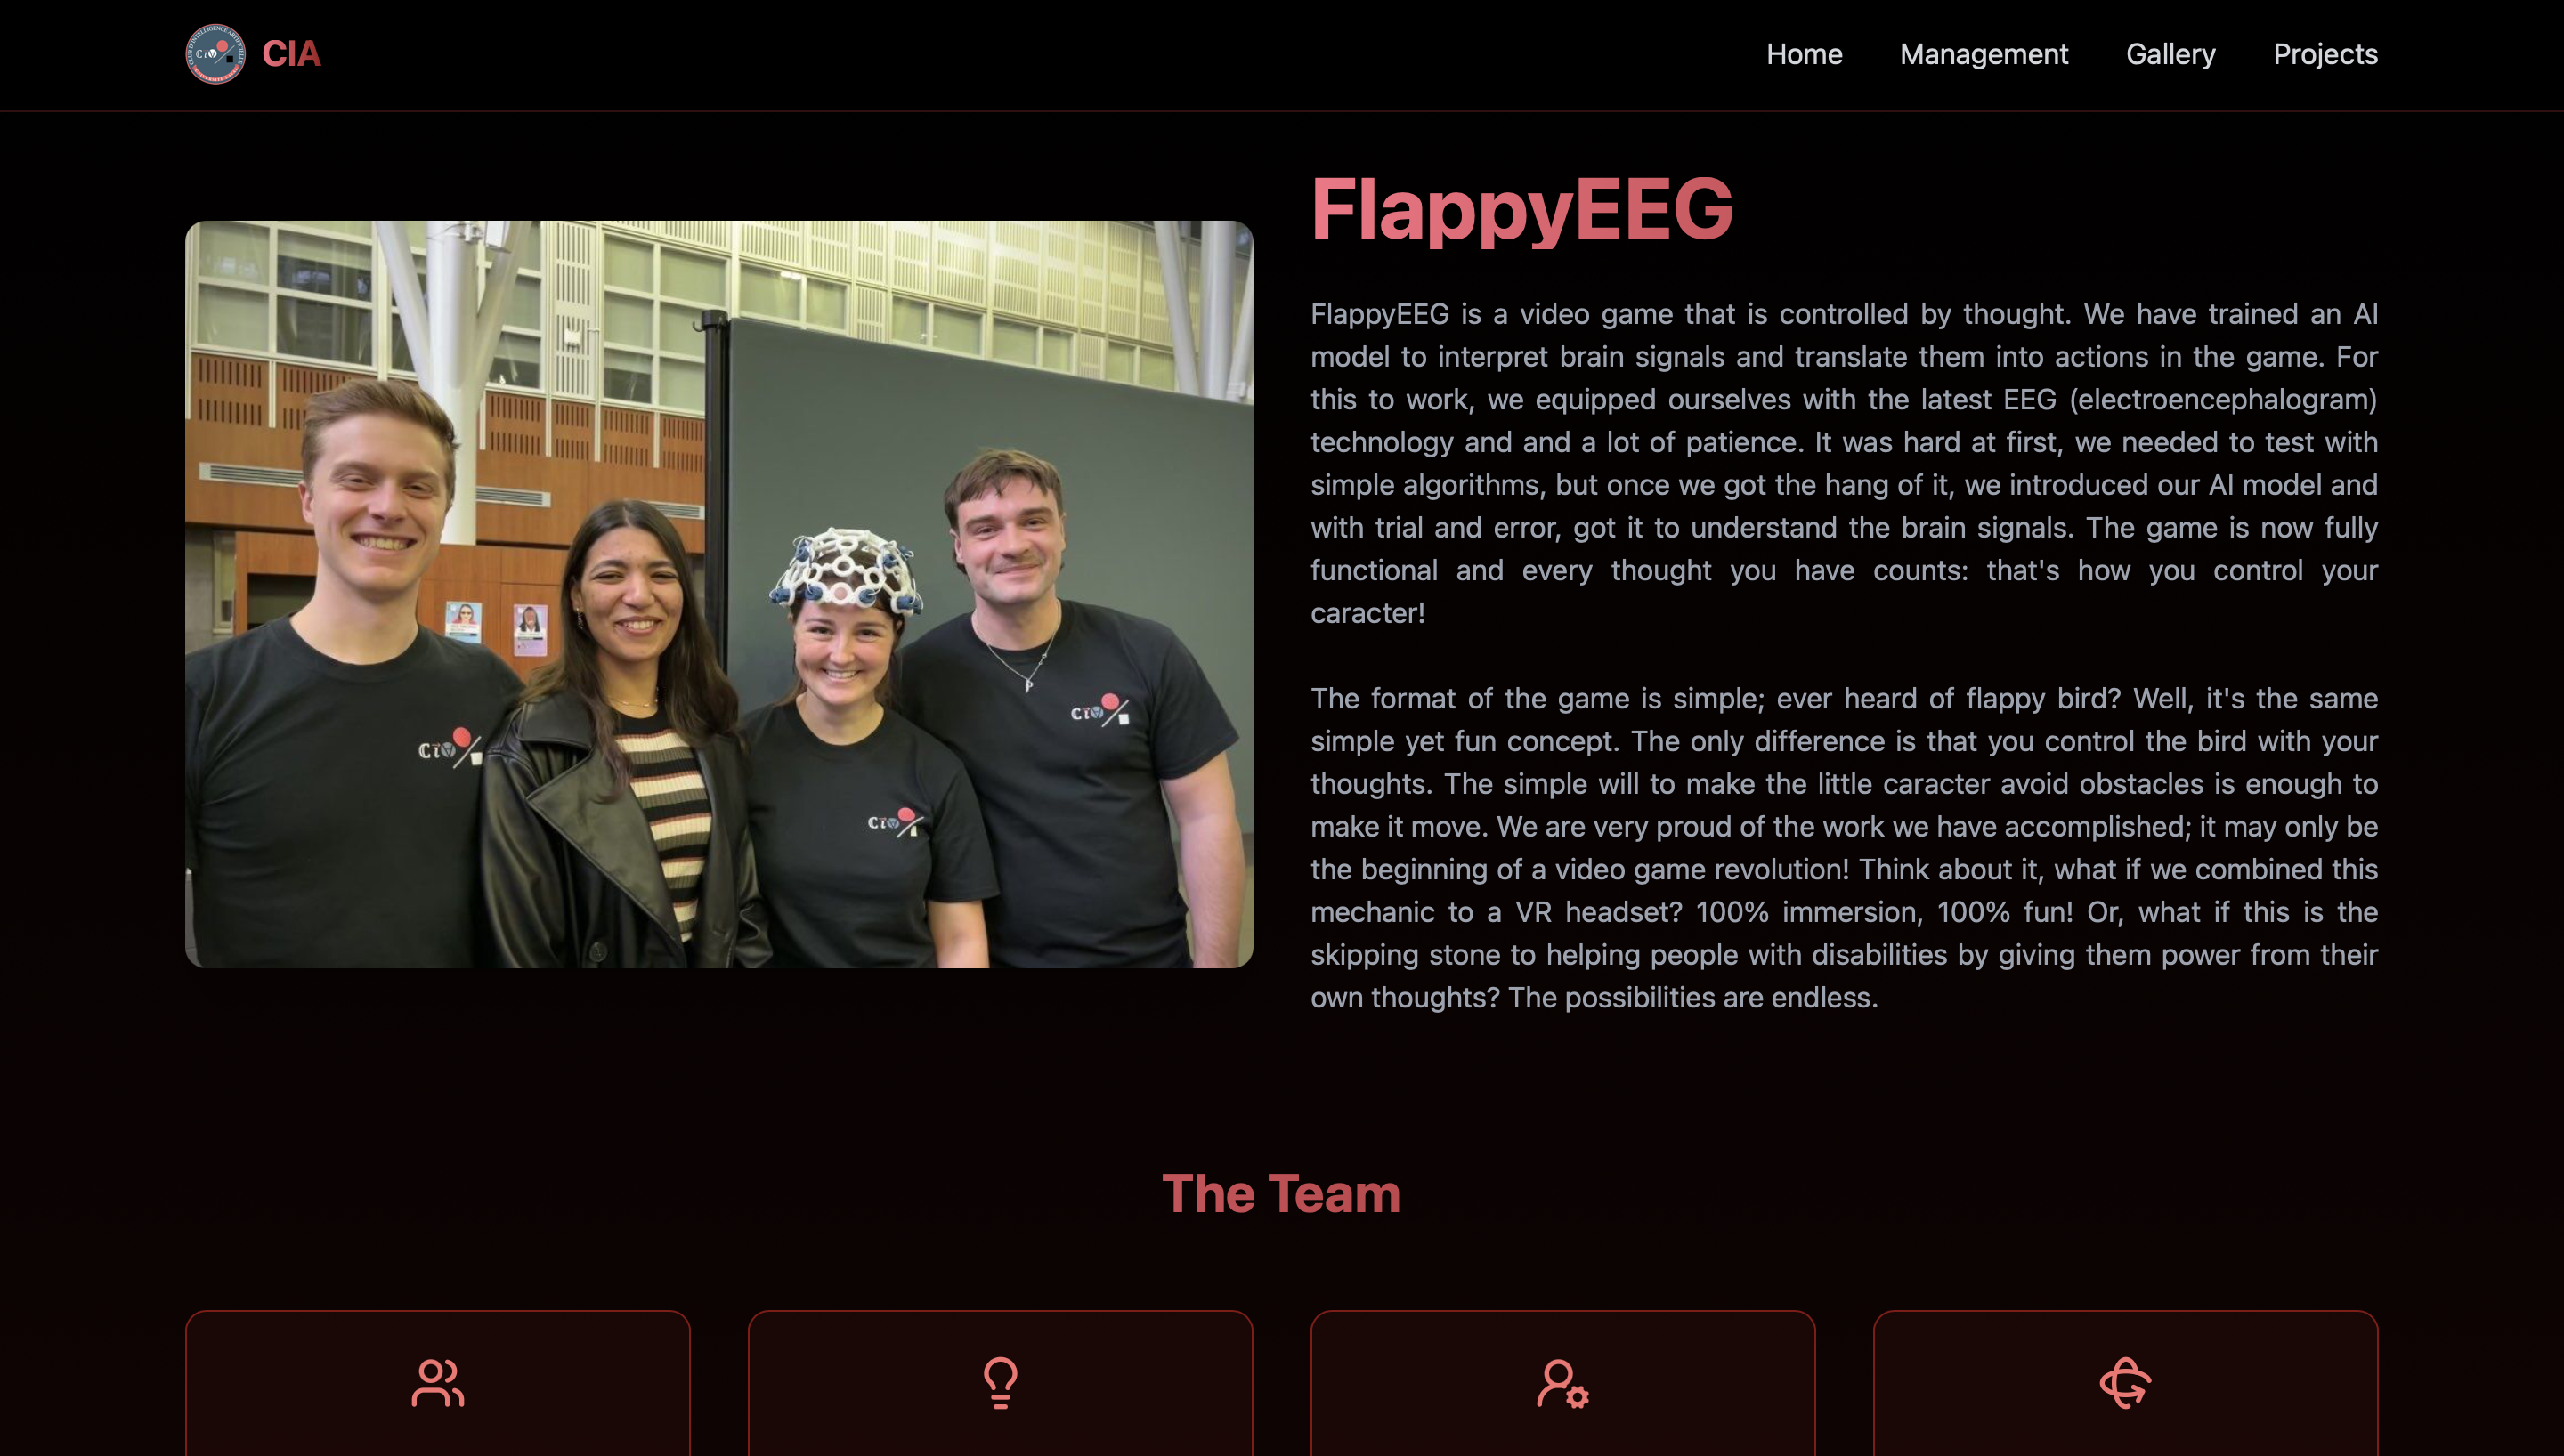 CIA
Home
Management
Gallery
Projects
FlappyEEG
FlappyEEG is a video game that is controlled by thought. We have trained an AI
model to interpret brain signals and translate them into actions in the game. For
this to work, we equipped ourselves with the latest EEG (electroencephalogram)
technology and and a lot of patience. It was hard at first, we needed to test with
simple algorithms, but once we got the hang of it, we introduced our AI model and
with trial and error, got it to understand the brain signals. The game is now fully
functional and every thought you have counts: that's how you control your
caracter!
The format of the game is simple; ever heard of flappy bird? Well, it's the same
simple yet fun concept. The only difference is that you control the bird with your
thoughts. The simple will to make the little caracter avoid obstacles is enough to
make it move. We are very proud of the work we have accomplished; it may only be
the beginning of a video game revolution! Think about it, what if we combined this
mechanic to a VR headset? 100% immersion, 100% fun! Or, what if this is the
skipping stone to helping people with disabilities by giving them power from their
own thoughts? The possibilities are endless.
The Team